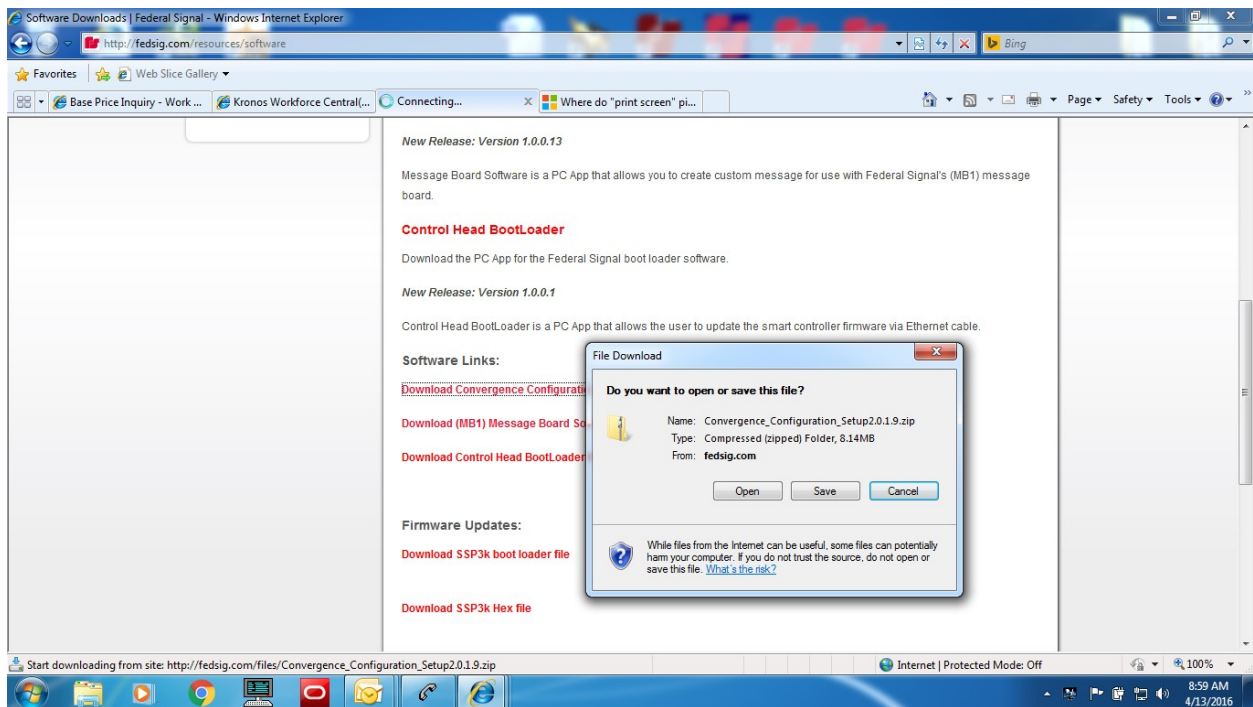 Software Downloads | Federal Signal - Windows Internet Explorer
http://fedsig.com/resources/software
Bing
Favorites
Web Slice Gallery
Base Price Inquiry - Work ...
Kronos Workforce Central(...
Connecting...
Where do "print screen" pi...
Page
Safety
Tools
New Release: Version 1.0.0.13
Message Board Software is a PC App that allows you to create custom message for use with Federal Signal's (MB1) message
board.
Control Head BootLoader
Download the PC App for the Federal Signal boot loader software.
New Release: Version 1.0.0.1
Control Head BootLoader is a PC App that allows the user to update the smart controller firmware via Ethernet cable.
Software Links:
Download Convergence Configurati
Download (MB1) Message Board So
Download Control Head BootLoader
Firmware Updates:
Download SSP3k boot loader file
Download SSP3k Hex file
File Download
Do you want to open or save this file?
Name: Convergence_Configuration_Setup2.0.1.9.zip
Type: Compressed (zipped) Folder, 8.14MB
From: fedsig.com
Open
Save
Cancel
While files from the Internet can be useful, some files can potentially
harm your computer. If you do not trust the source, do not open or
save this file. What's the risk?
Start downloading from site: http://fedsig.com/files/Convergence_Configuration_Setup2.0.1.9.zip
Internet | Protected Mode: Off
100%
8:59 AM
4/13/2016